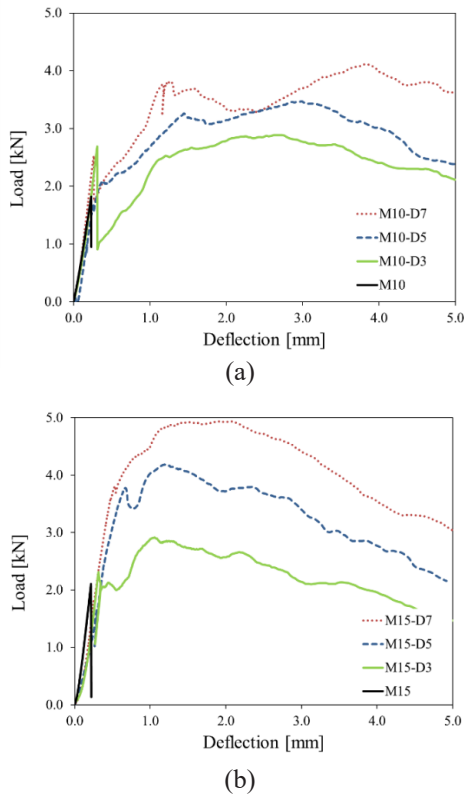 5.0
4.0
3.0
2.0
1.0
0.0
Load [kN]
M10-D7
M10-D5
M10-D3
M10
0.0 1.0 2.0 3.0 4.0 5.0
Deflection [mm]
(a)
5.0
4.0
3.0
2.0
1.0
0.0
Load [kN]
M15-D7
M15-D5
M15-D3
M15
0.0 1.0 2.0 3.0 4.0 5.0
Deflection [mm]
(b)